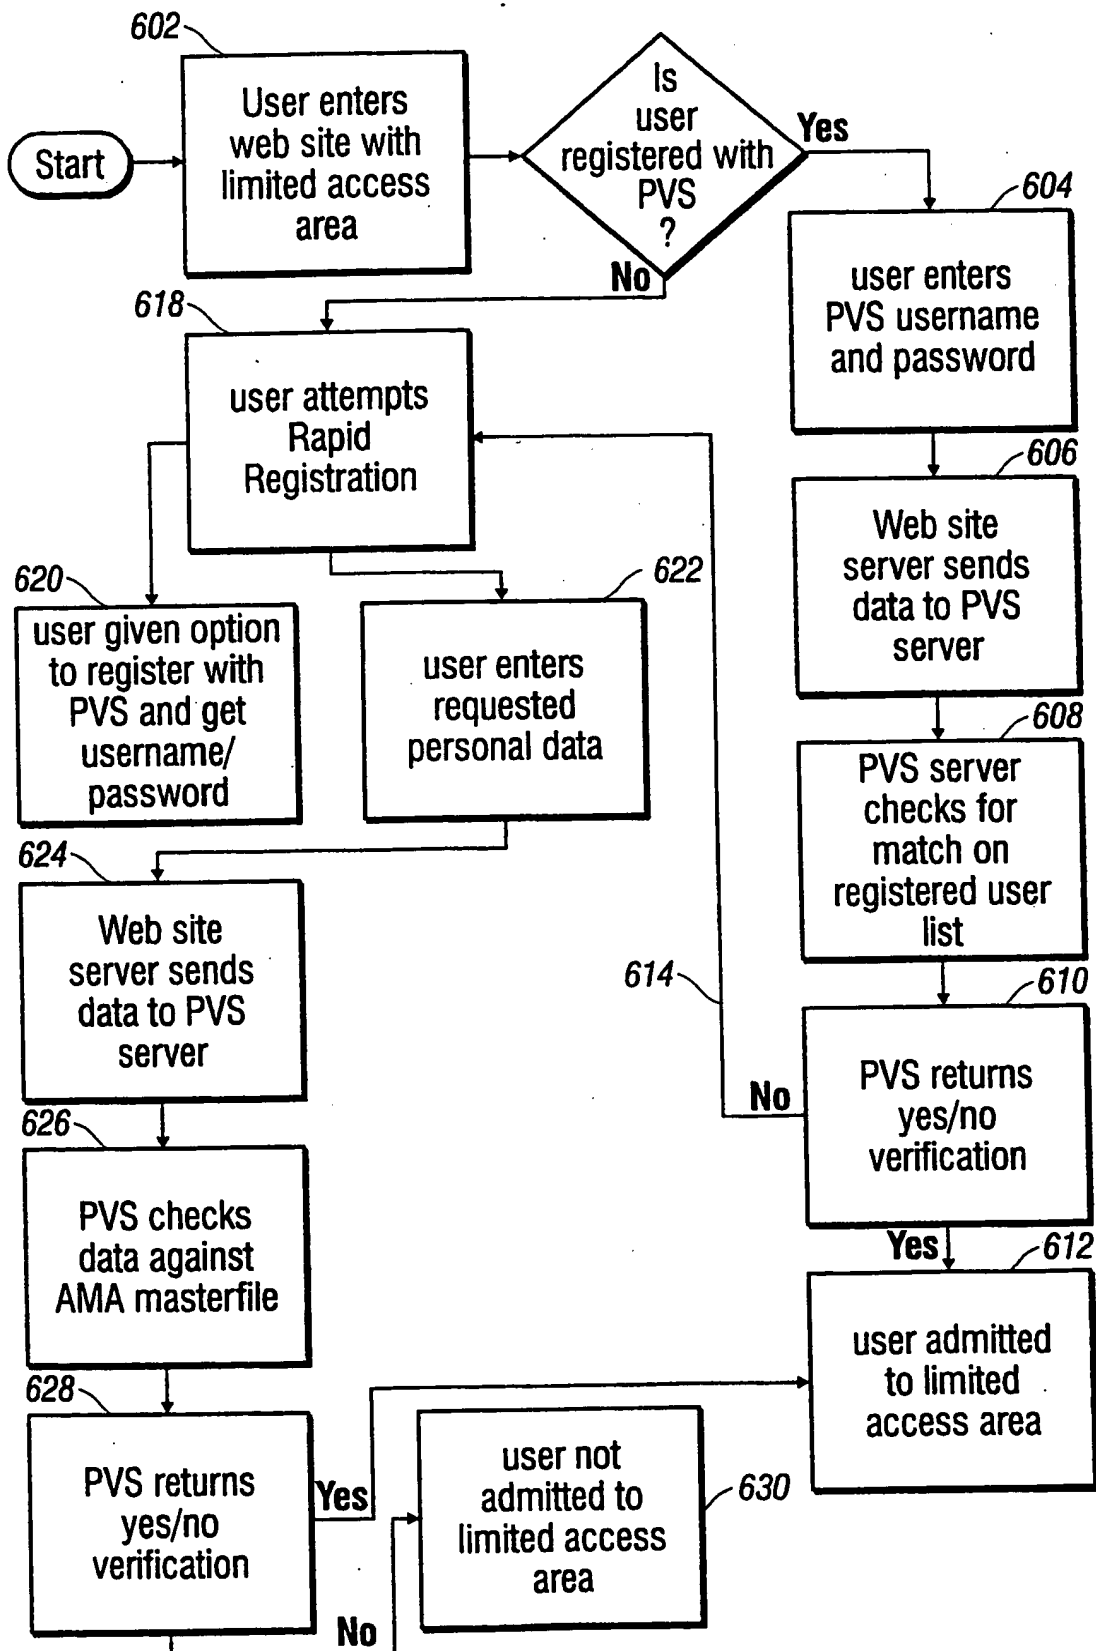 602
User enters
web site with
limited access
area
Start
Is
user
registered with
PVS
?
Yes
No
604
user enters
PVS username
and password
618
user attempts
Rapid
Registration
606
Web site
server sends
data to PVS
server
620
user given option
to register with
PVS and get
username/
password
622
user enters
requested
personal data
608
PVS server
checks for
match on
registered user
list
624
Web site
server sends
data to PVS
server
614
610
PVS returns
yes/no
verification
No
Yes
626
PVS checks
data against
AMA masterfile
612
user admitted
to limited
access area
628
PVS returns
yes/no
verification
Yes
No
user not
admitted to
limited access
area
630